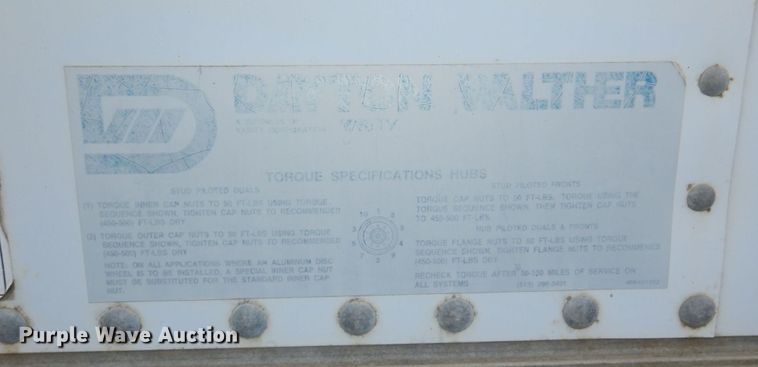 DAYTON WALTHER
VARITY
TORQUE SPECIFICATIONS HUBS
STUD PILOTED DUALS
(1) TORQUE INNER CAP NUTS TO 50 FT-LBS USING TORQUE
SEQUENCE SHOWN, TIGHTEN CAP NUTS TO RECOMMENDED
(450-500) FT-LBS DRY
(2) TORQUE OUTER CAP NUTS TO 50 FT-LBS USING TORQUE
SEQUENCE SHOWN, TIGHTEN CAP NUTS TO RECOMMENDED
(450-500) FT-LBS DRY
NOTE: ON ALL APPLICATIONS WHERE AN ALUMINUM DISC
WHEEL IS TO BE INSTALLED, A SPECIAL INNER CAP NUT
MUST BE SUBSTITUTED FOR THE STANDARD INNER CAP
NUT.
STUD PILOTED FRONTS
TORQUE CAP NUTS TO 50 FT-LBS. TORQUE USING THE
TORQUE SEQUENCE SHOWN, THEN TIGHTEN CAP NUTS
TO 450-500 FT-LBS.
HUB PILOTED DUALS & FRONTS
TORQUE FLANGE NUTS TO 50 FT-LBS USING TORQUE
SEQUENCE SHOWN, TIGHTEN FLANGE NUTS TO RECOMMENDED
(450-500) FT-LBS DRY
RECHECK TORQUE AFTER 50-100 MILES OF SERVICE ON
ALL SYSTEMS
Purple Wave Auction